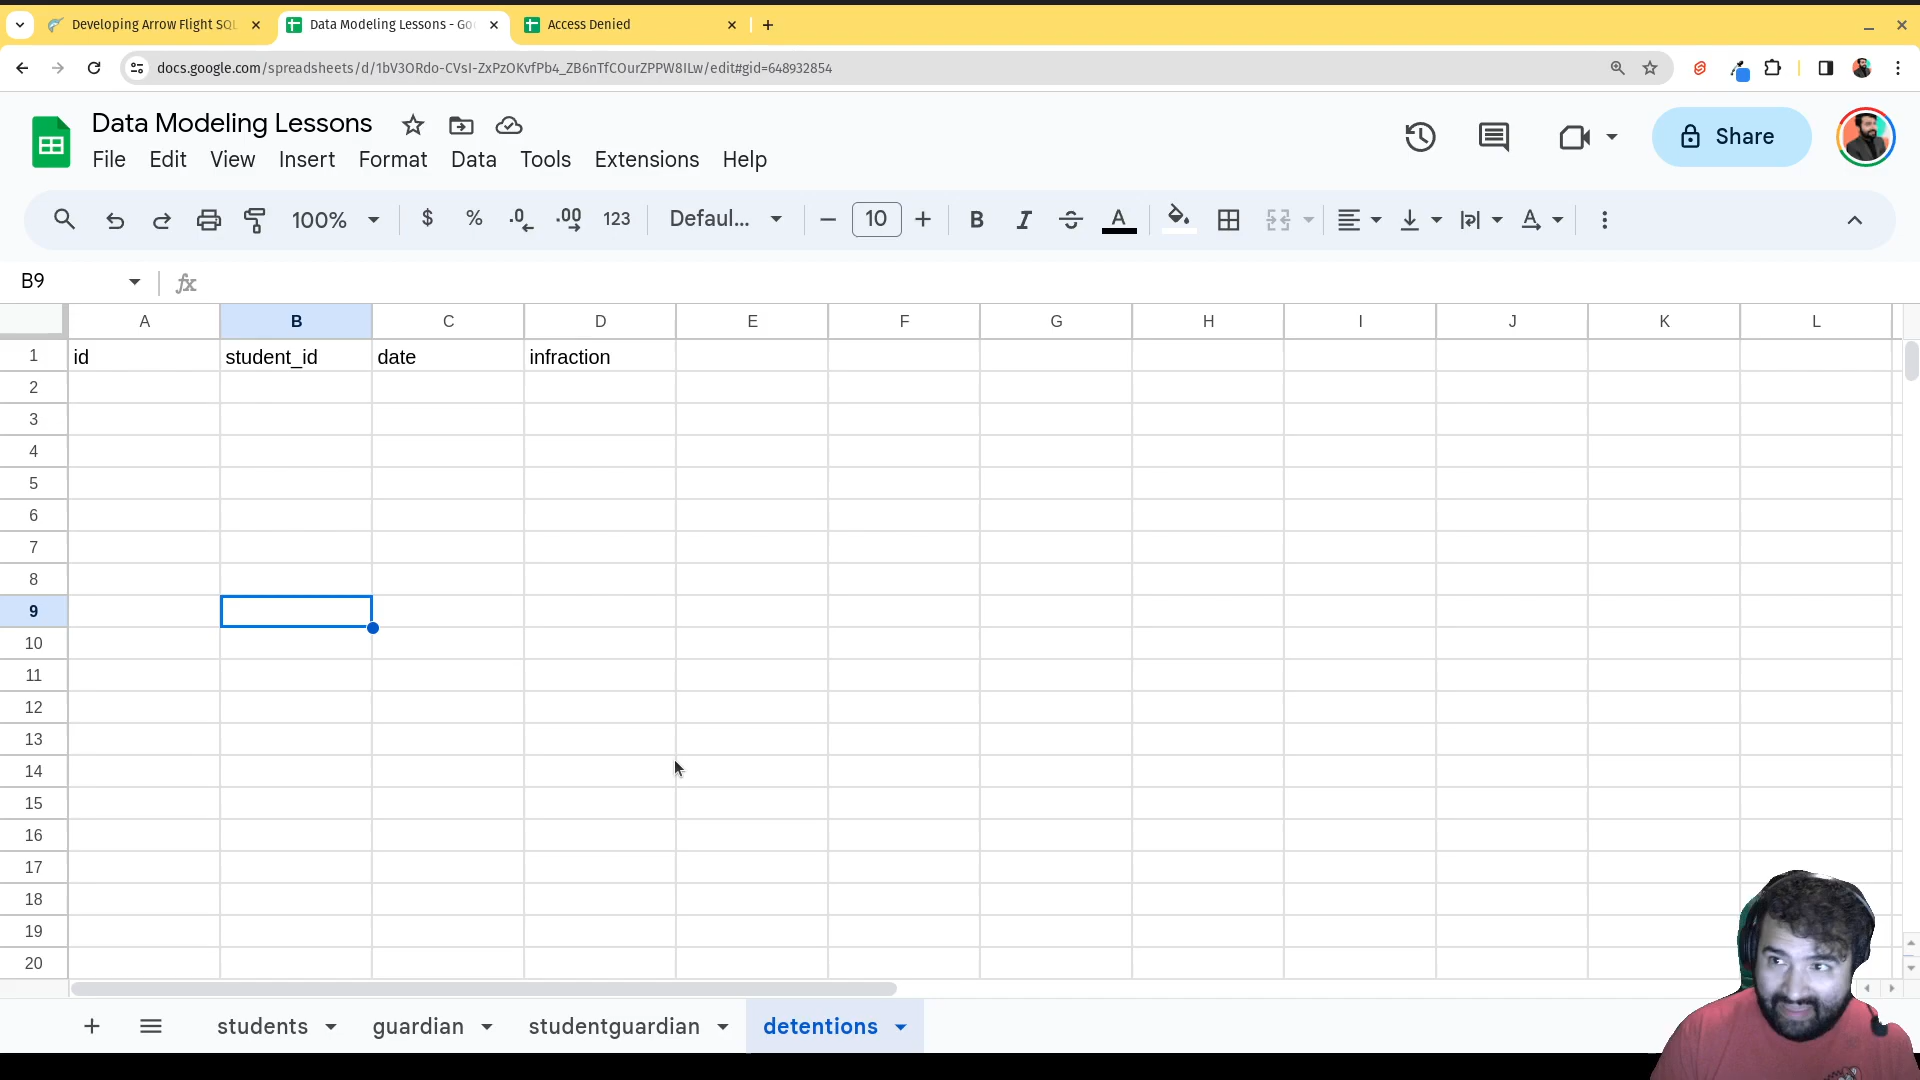 Developing Arrow Flight SQL
Data Modeling Lessons - Goo
Access Denied
docs.google.com/spreadsheets/d/1bV3ORdo-CVsI-ZxPzOKvfPb4_ZB6nTfCOurZPPW8ILw/edit#gid=648932854
Data Modeling Lessons
File Edit View Insert Format Data Tools Extensions Help
Share
100% $ % .0 .00 123 Defaul... 10 B I A A
B9 fx
A B C D E F G H I J K L
1 id student_id date infraction
2
3
4
5
6
7
8
9
10
11
12
13
14
15
16
17
18
19
20
students guardian studentguardian detentions